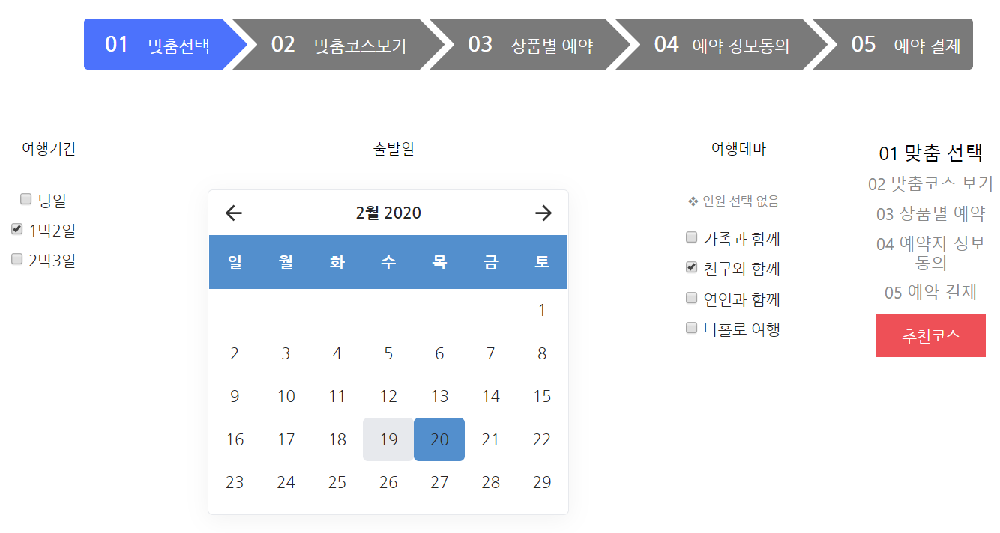 01 맞춤선택 02 맞춤코스보기 03 상품별 예약 04 예약 정보동의 05 예약 결제
여행기간
당일
1박2일
2박3일
출발일
2월 2020
일 월 화 수 목 금 토
1
2 3 4 5 6 7 8
9 10 11 12 13 14 15
16 17 18 19 20 21 22
23 24 25 26 27 28 29
여행테마
❖ 인원 선택 없음
가족과 함께
친구와 함께
연인과 함께
나홀로 여행
01 맞춤 선택
02 맞춤코스 보기
03 상품별 예약
04 예약자 정보
동의
05 예약 결제
추천코스